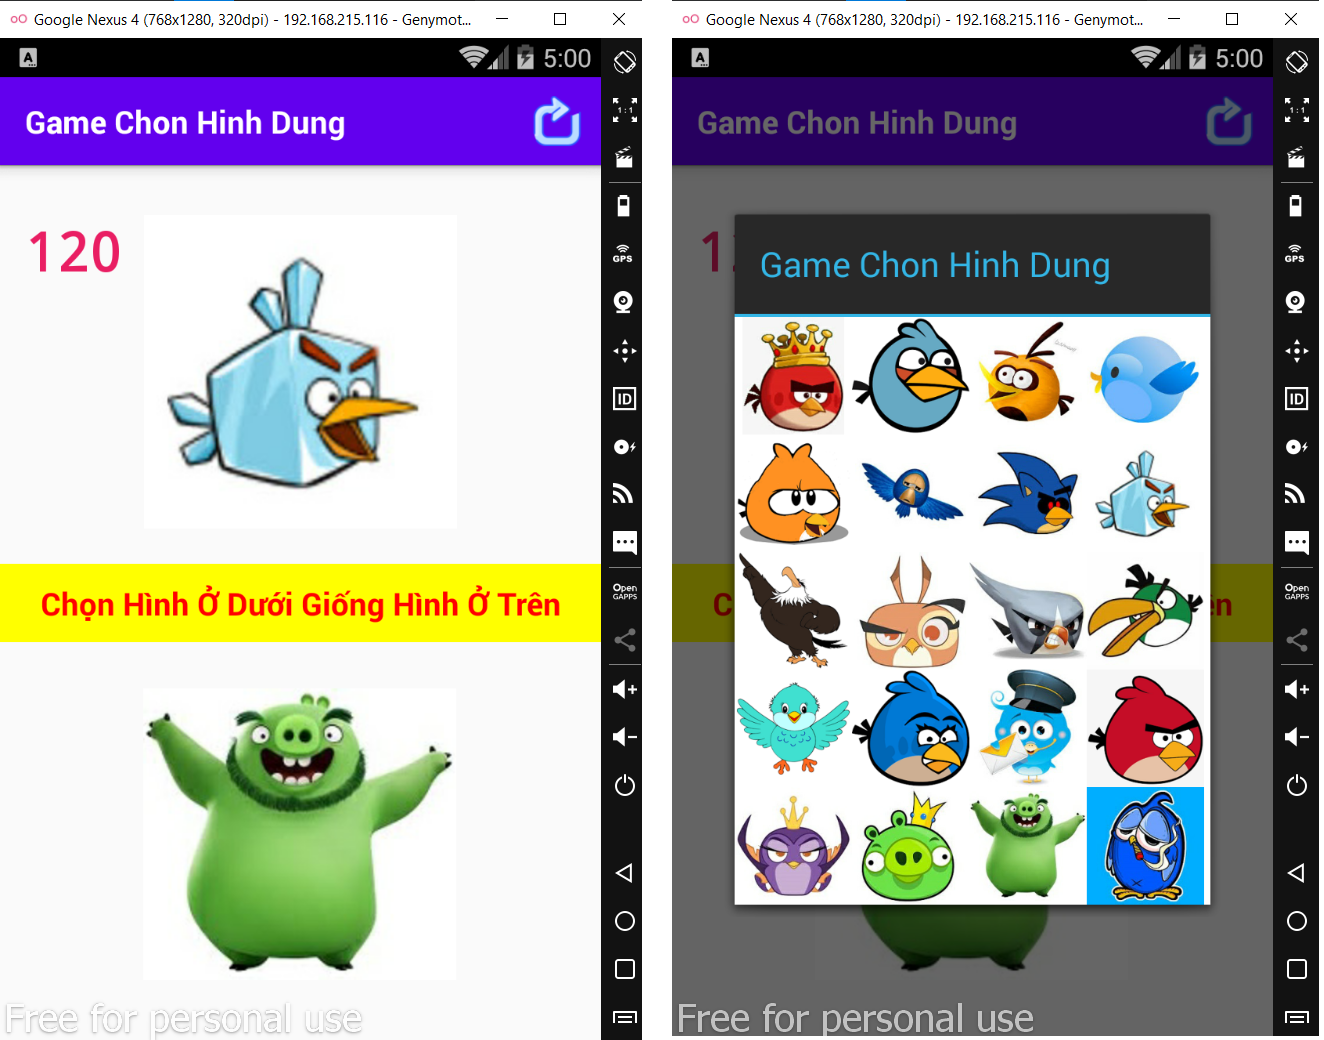 Google Nexus 4 (768x1280, 320dpi) - 192.168.215.116 - Genymot...
A
5:00
Game Chon Hinh Dung
120
Chọn Hình Ở Dưới Giống Hình Ở Trên
Free for personal use
1:1
GPS
ID
Open
GAPPS
Google Nexus 4 (768x1280, 320dpi) - 192.168.215.116 - Genymot...
A
5:00
Game Chon Hinh Dung
Game Chon Hinh Dung
Free for personal use
1:1
GPS
ID
Open
GAPPS